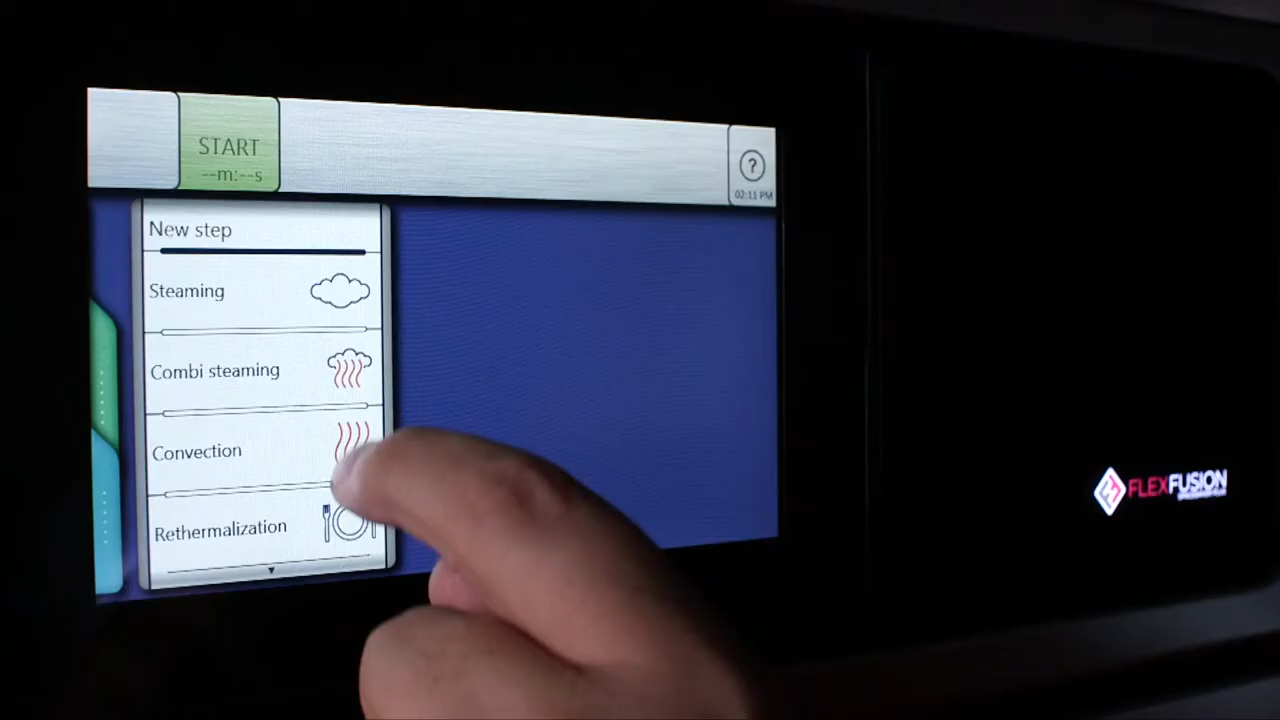 START
--m:--s
?
02:11 PM
New step
Steaming
Combi steaming
Convection
Rethermalization
FLEXFUSION